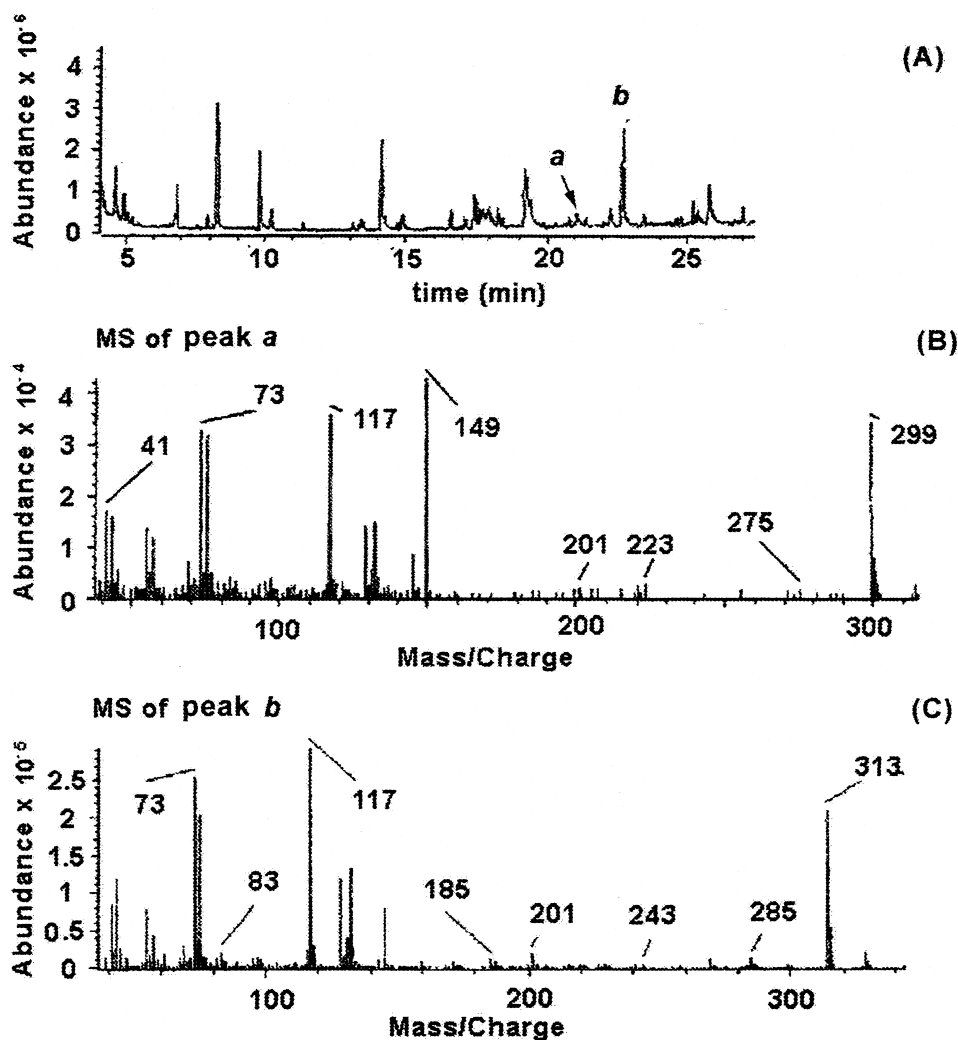 (A)
Abundance x 10⁻⁶
4
3
2
1
0
a
b
5 10 15 20 25
time (min)
MS of peak a
(B)
Abundance x 10⁻⁴
4
3
2
1
0
41
73
117
149
201
223
275
299
100 200 300
Mass/Charge
MS of peak b
(C)
Abundance x 10⁻⁵
2.5
2
1.5
1
0.5
0
73
83
117
185
201
243
285
313
100 200 300
Mass/Charge